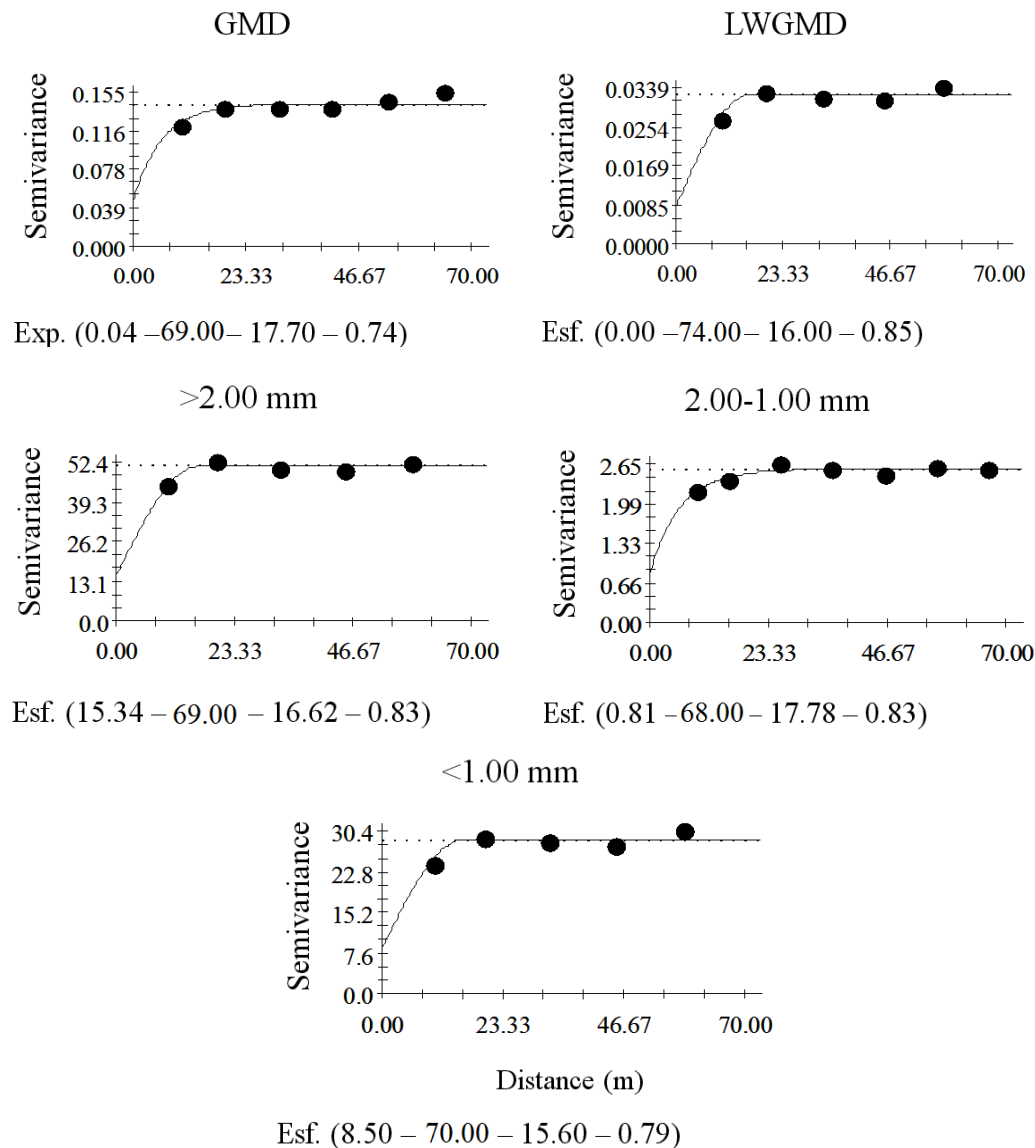 GMD
Semivariance
0.155
0.116
0.078
0.039
0.000
0.00 23.33 46.67 70.00
Exp. (0.04 –69.00– 17.70 – 0.74)
LWGMD
Semivariance
0.0339
0.0254
0.0169
0.0085
0.0000
0.00 23.33 46.67 70.00
Esf. (0.00 –74.00– 16.00 – 0.85)
>2.00 mm
Semivariance
52.4
39.3
26.2
13.1
0.0
0.00 23.33 46.67 70.00
Esf. (15.34 – 69.00 – 16.62 – 0.83)
2.00-1.00 mm
Semivariance
2.65
1.99
1.33
0.66
0.00
0.00 23.33 46.67 70.00
Esf. (0.81 –68.00 – 17.78 – 0.83)
<1.00 mm
Semivariance
30.4
22.8
15.2
7.6
0.0
0.00 23.33 46.67 70.00
Distance (m)
Esf. (8.50 – 70.00 – 15.60 – 0.79)